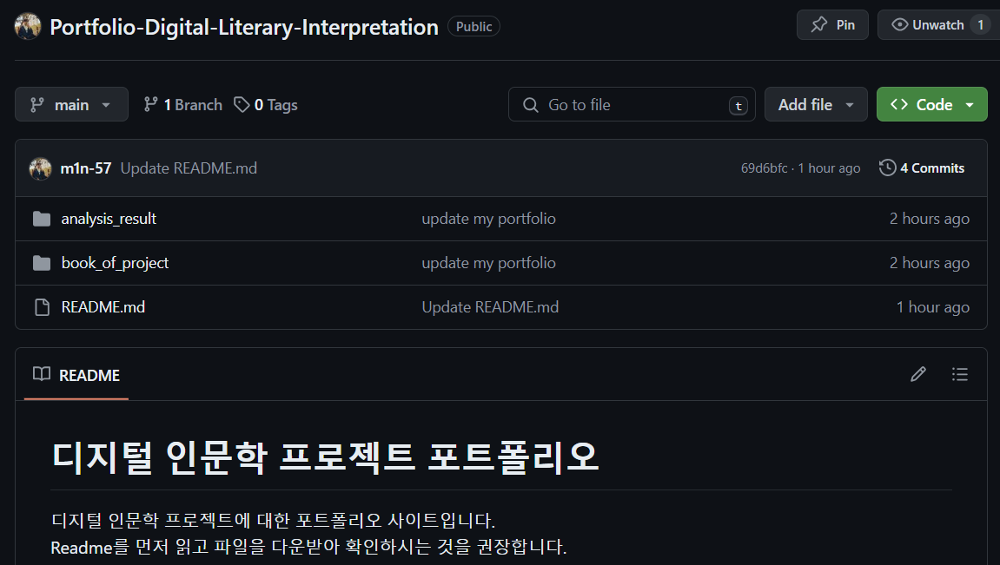 Portfolio-Digital-Literary-Interpretation Public Pin Unwatch 1
main 1 Branch 0 Tags Go to file t Add file Code
m1n-57 Update README.md 69d6bfc · 1 hour ago 4 Commits
analysis_result update my portfolio 2 hours ago
book_of_project update my portfolio 2 hours ago
README.md Update README.md 1 hour ago
README
디지털 인문학 프로젝트 포트폴리오
디지털 인문학 프로젝트에 대한 포트폴리오 사이트입니다.
Readme를 먼저 읽고 파일을 다운받아 확인하시는 것을 권장합니다.